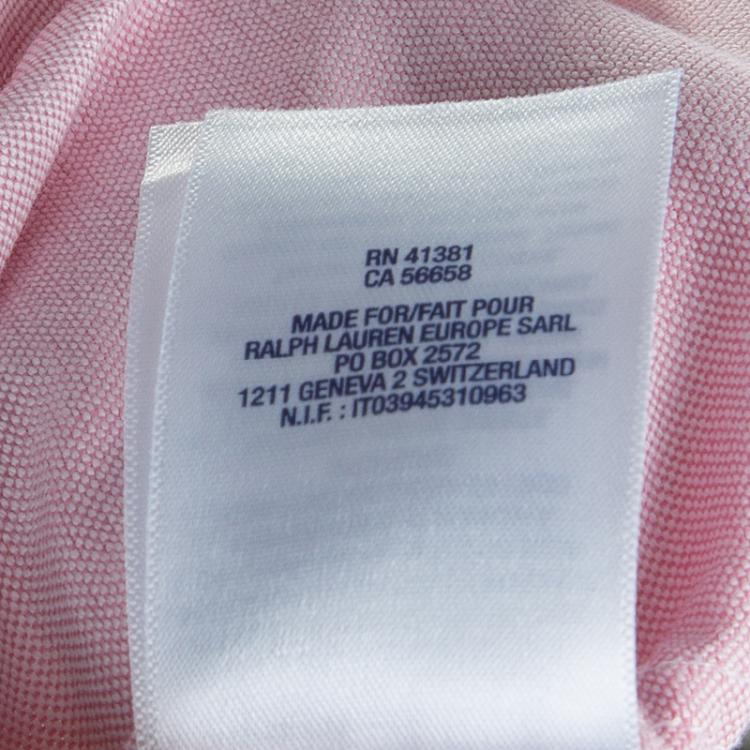 RN 41381
CA 56658
MADE FOR/FAIT POUR
RALPH LAUREN EUROPE SARL
PO BOX 2572
1211 GENEVA 2 SWITZERLAND
N.I.F. : IT03945310963